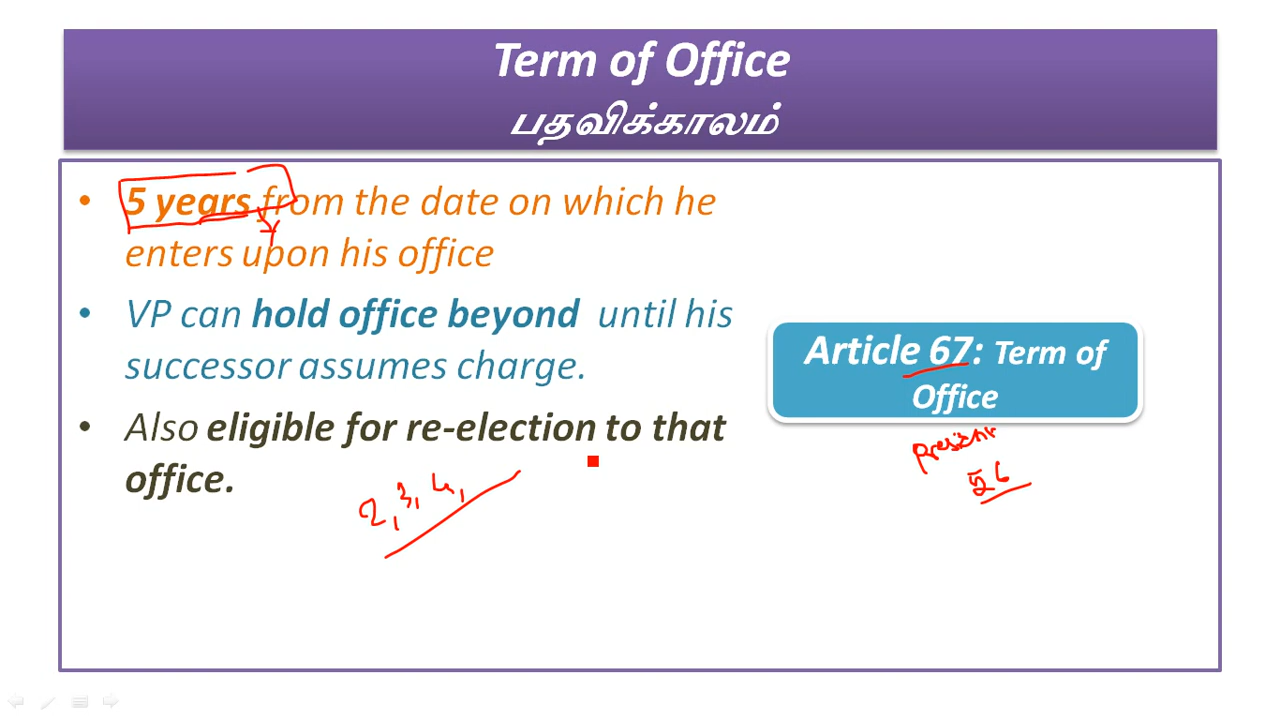 Term of Office
பதவிக்காலம்
• 5 years from the date on which he
enters upon his office
• VP can hold office beyond until his
successor assumes charge.
• Also eligible for re-election to that
office.
2, 3, 4,
Article 67: Term of
Office
56